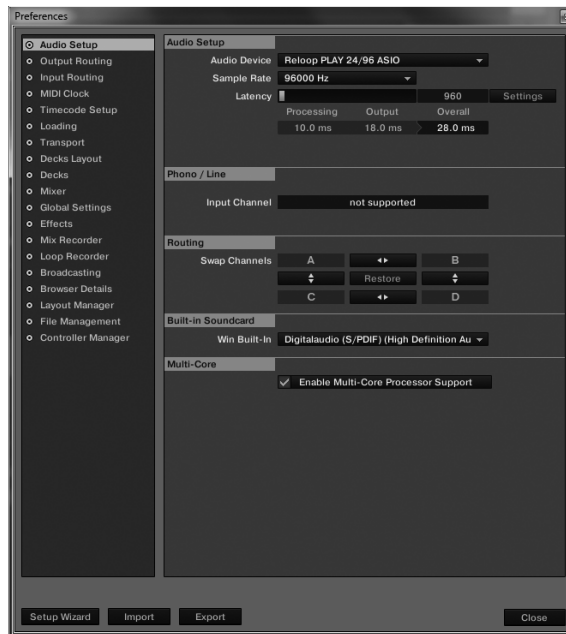 Preferences
Audio Setup
Output Routing
Input Routing
MIDI Clock
Timecode Setup
Loading
Transport
Decks Layout
Decks
Mixer
Global Settings
Effects
Mix Recorder
Loop Recorder
Broadcasting
Browser Details
Layout Manager
File Management
Controller Manager
Audio Setup
Audio Device Reloop PLAY 24/96 ASIO
Sample Rate 96000 Hz
Latency 960 Settings
Processing Output Overall
10.0 ms 18.0 ms 28.0 ms
Phono / Line
Input Channel not supported
Routing
Swap Channels A B
Restore
C D
Built-in Soundcard
Win Built-In Digitalaudio (S/PDIF) (High Definition Au
Multi-Core
Enable Multi-Core Processor Support
Setup Wizard Import Export Close